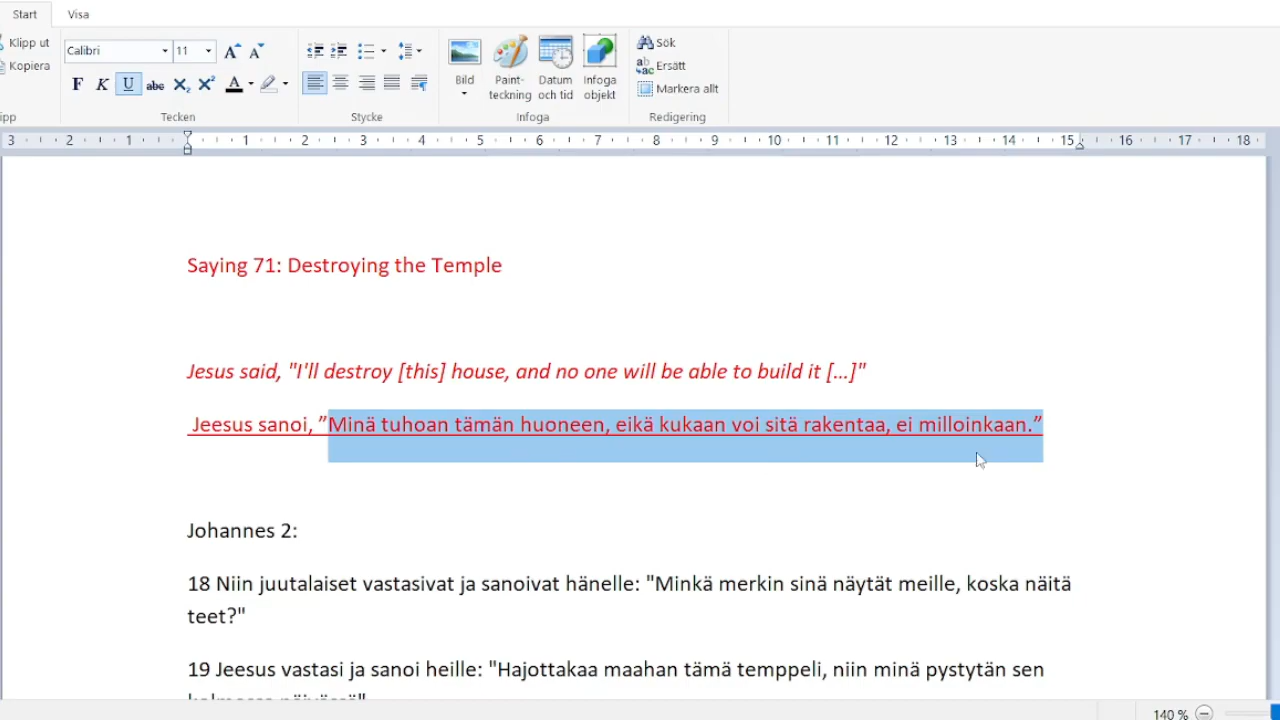 Start Visa
Klipp ut
Kopiera
Calibri 11
F K U abc X₂ X² A
Bild
Paint-
teckning
Datum
och tid
Infoga
objekt
Sök
Ersätt
Markera allt
ipp Tecken Stycke Infoga Redigering
3 2 1 1 2 3 4 5 6 7 8 9 10 11 12 13 14 15 16 17 18
Saying 71: Destroying the Temple
Jesus said, "I'll destroy [this] house, and no one will be able to build it [...]"
Jeesus sanoi, ”Minä tuhoan tämän huoneen, eikä kukaan voi sitä rakentaa, ei milloinkaan.”
Johannes 2:
18 Niin juutalaiset vastasivat ja sanoivat hänelle: "Minkä merkin sinä näytät meille, koska näitä
teet?"
19 Jeesus vastasi ja sanoi heille: "Hajottakaa maahan tämä temppeli, niin minä pystytän sen
140 %